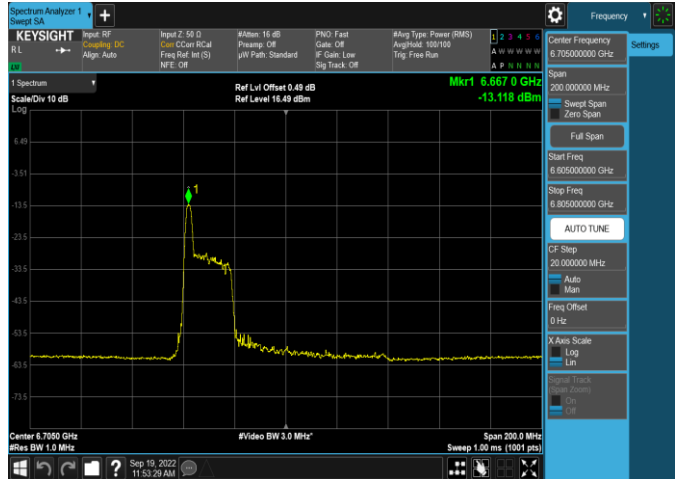 Spectrum Analyzer 1
Swept SA
Frequency
KEYSIGHT
RL
Input: RF
Coupling: DC
Align: Auto
Input Z: 50 Ω
Corr CCorr RCal
Freq Ref: Int (S)
NFE: Off
#Atten: 16 dB
Preamp: Off
µW Path: Standard
PNO: Fast
Gate: Off
IF Gain: Low
Sig Track: Off
#Avg Type: Power (RMS)
Avg|Hold: 100/100
Trig: Free Run
1 2 3 4 5 6
A W W W W W
A P N N N N
1 Spectrum
Scale/Div 10 dB
Log
Ref Lvl Offset 0.49 dB
Ref Level 16.49 dBm
Mkr1 6.667 0 GHz
-13.118 dBm
6.49
-3.51
-13.5
-23.5
-33.5
-43.5
-53.5
-63.5
-73.5
1
Center 6.7050 GHz
#Res BW 1.0 MHz
#Video BW 3.0 MHz*
Span 200.0 MHz
Sweep 1.00 ms (1001 pts)
Sep 19, 2022
11:53:29 AM
Center Frequency
6.705000000 GHz
Settings
Span
200.000000 MHz
Swept Span
Zero Span
Full Span
Start Freq
6.605000000 GHz
Stop Freq
6.805000000 GHz
AUTO TUNE
CF Step
20.000000 MHz
Auto
Man
Freq Offset
0 Hz
X Axis Scale
Log
Lin
Signal Track
(Span Zoom)
On
Off